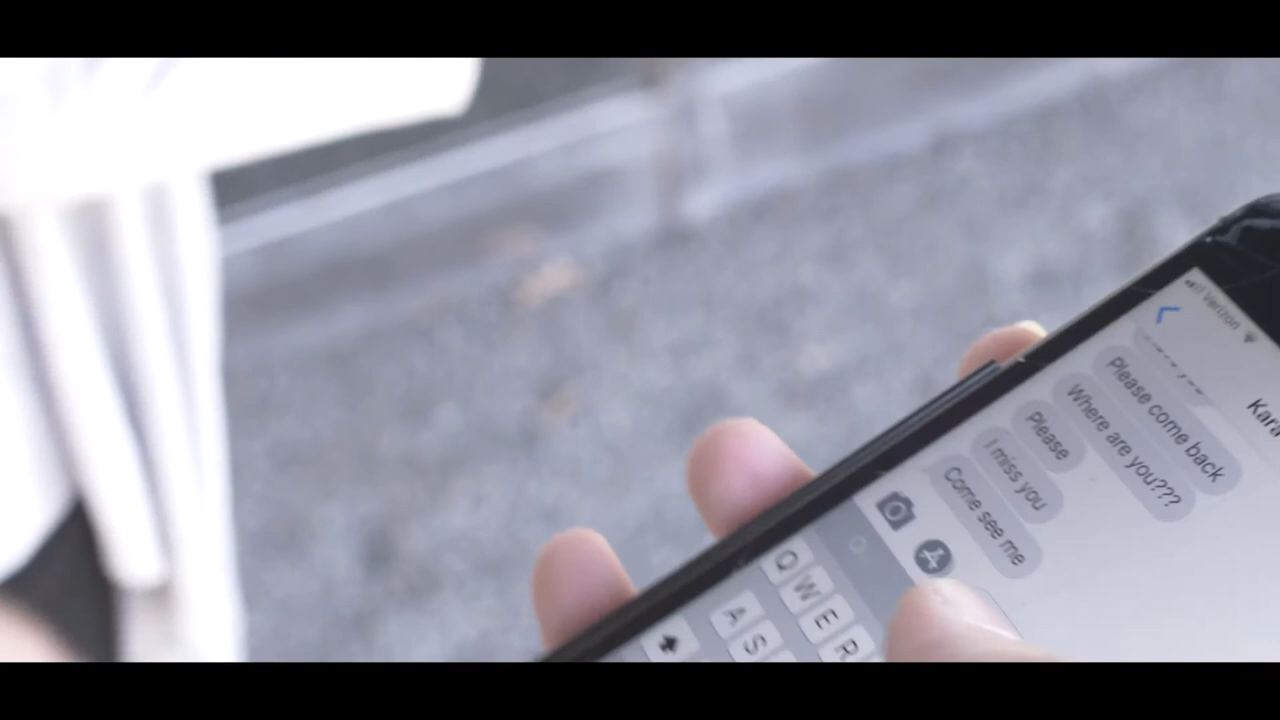 Verizon
Kara
Please come back
Where are you???
Please
I miss you
Come see me
Q W E R
A S